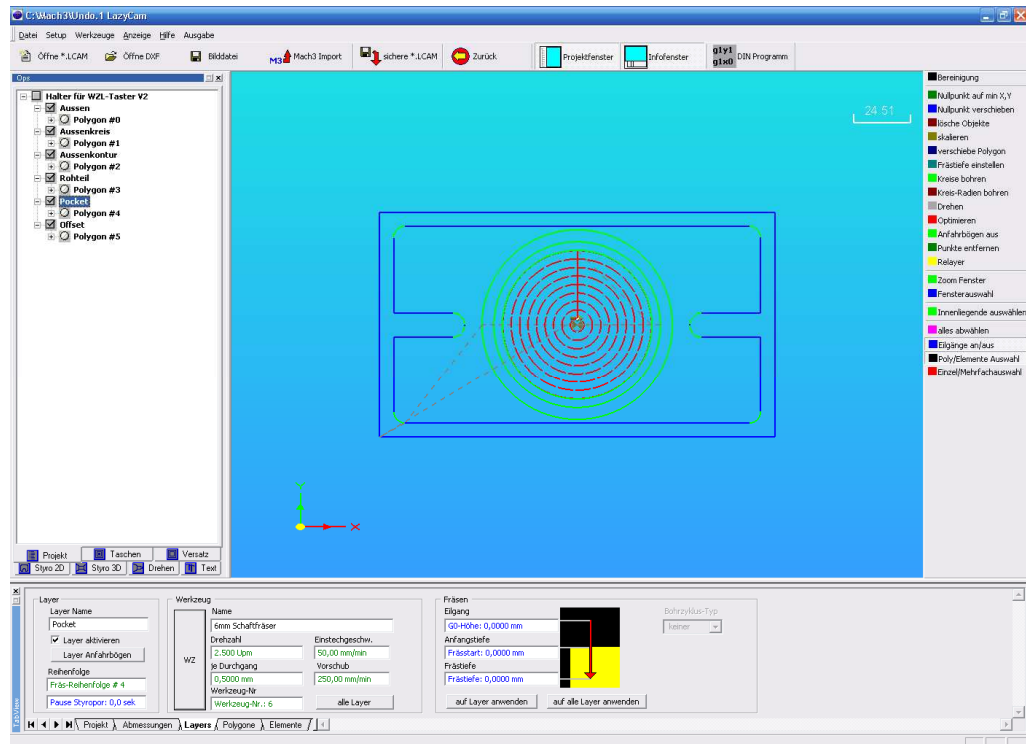 C:\Mach3\Undo.1 LazyCam
Datei Setup Werkzeuge Anzeige Hilfe Ausgabe
Öffne *.LCAM Öffne DXF Bilddatei M3 Mach3 Import sichere *.LCAM Zurück Projektfenster Infofenster g1y1 g1x0 DIN Programm
Ops
Halter für WZL-Taster V2
Aussen
Polygon #0
Aussenkreis
Polygon #1
Aussenkontur
Polygon #2
Rohteil
Polygon #3
Pocket
Polygon #4
Offset
Polygon #5
Projekt Taschen Versatz
Styro 2D Styro 3D Drehen Text
24.51
Y
X
Bereinigung
Nullpunkt auf min X,Y
Nullpunkt verschieben
lösche Objekte
skalieren
verschiebe Polygon
Frästiefe einstellen
Kreise bohren
Kreis-Radien bohren
Drehen
Optimieren
Anfahrbögen aus
Punkte entfernen
Relayer
Zoom Fenster
Fensterauswahl
Innenliegende auswählen
alles abwählen
Eilgänge an/aus
Poly/Elemente Auswahl
Einzel/Mehrfachauswahl
TabView
Layer
Layer Name
Pocket
Layer aktivieren
Layer Anfahrbögen
Reihenfolge
Fräs-Reihenfolge # 4
Pause Styropor: 0,0 sek
Werkzeug
WZ
Name
6mm Schaftfräser
Drehzahl Einstechgeschw.
2.500 Upm 50,00 mm/min
je Durchgang Vorschub
0,5000 mm 250,00 mm/min
Werkzeug-Nr
Werkzeug-Nr.: 6 alle Layer
Fräsen
Eilgang
G0-Höhe: 0,0000 mm
Anfangstiefe
Frässtart: 0,0000 mm
Frästiefe
Frästiefe: 0,0000 mm
auf Layer anwenden auf alle Layer anwenden
Bohrzyklus-Typ
keiner
Projekt Abmessungen Layers Polygone Elemente